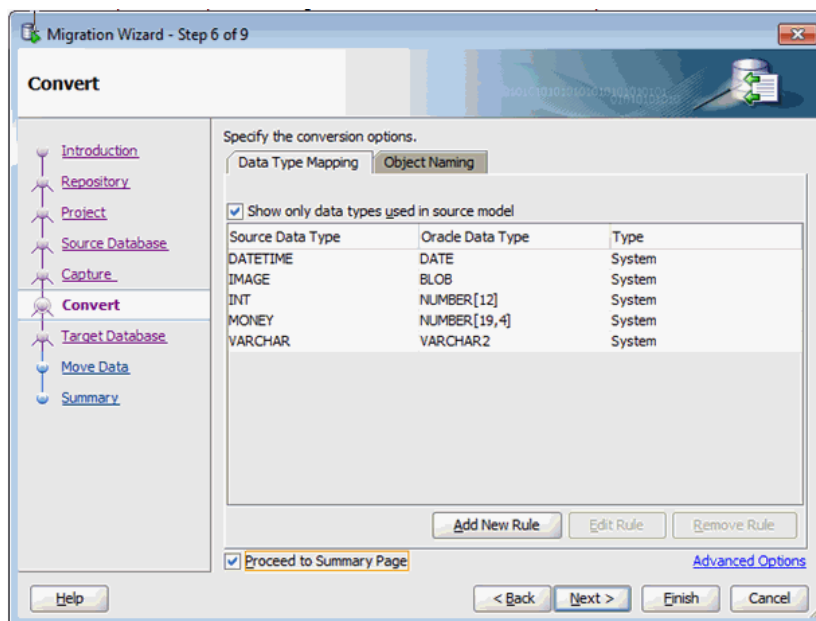 Migration Wizard - Step 6 of 9
Convert
Introduction
Repository
Project
Source Database
Capture
Convert
Target Database
Move Data
Summary
Specify the conversion options.
Data Type Mapping Object Naming
Show only data types used in source model
Source Data Type Oracle Data Type Type
DATETIME DATE System
IMAGE BLOB System
INT NUMBER[12] System
MONEY NUMBER[19,4] System
VARCHAR VARCHAR2 System
Add New Rule Edit Rule Remove Rule
Proceed to Summary Page Advanced Options
Help < Back Next > Finish Cancel